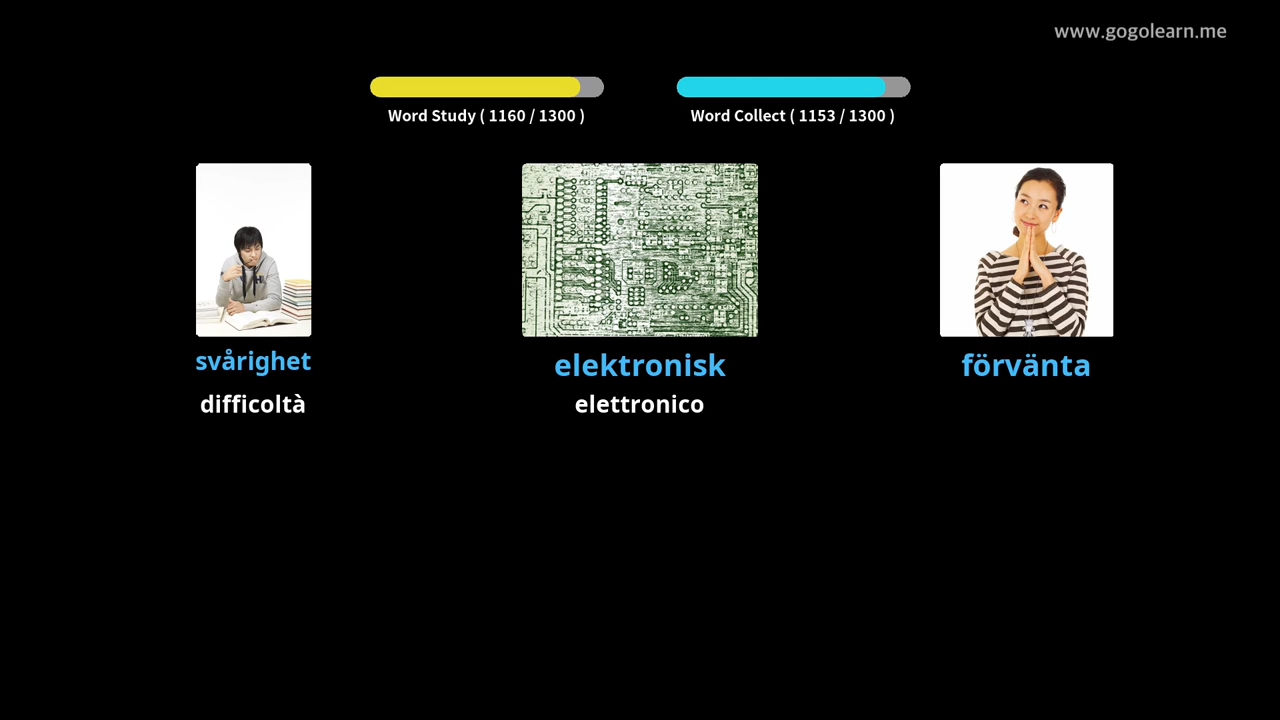 www.gogolearn.me
Word Study ( 1160 / 1300 )
Word Collect ( 1153 / 1300 )
svårighet
elektronisk
förvänta
difficoltà
elettronico